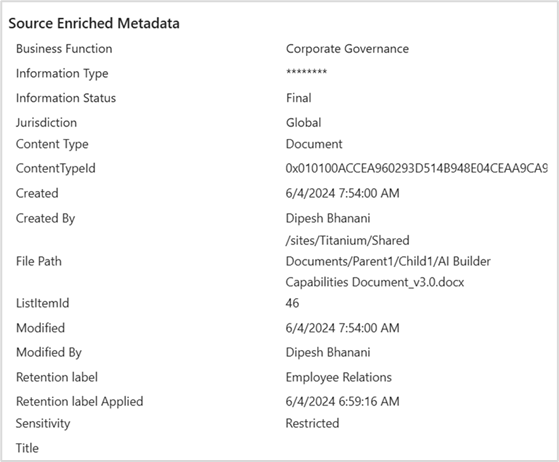 Source Enriched Metadata
Business Function Corporate Governance
Information Type ********
Information Status Final
Jurisdiction Global
Content Type Document
ContentTypeId 0x010100ACCEA960293D514B948E04CEAA9CA9
Created 6/4/2024 7:54:00 AM
Created By Dipesh Bhanani
/sites/Titanium/Shared
File Path Documents/Parent1/Child1/AI Builder
Capabilities Document_v3.0.docx
ListItemId 46
Modified 6/4/2024 7:54:00 AM
Modified By Dipesh Bhanani
Retention label Employee Relations
Retention label Applied 6/4/2024 6:59:16 AM
Sensitivity Restricted
Title